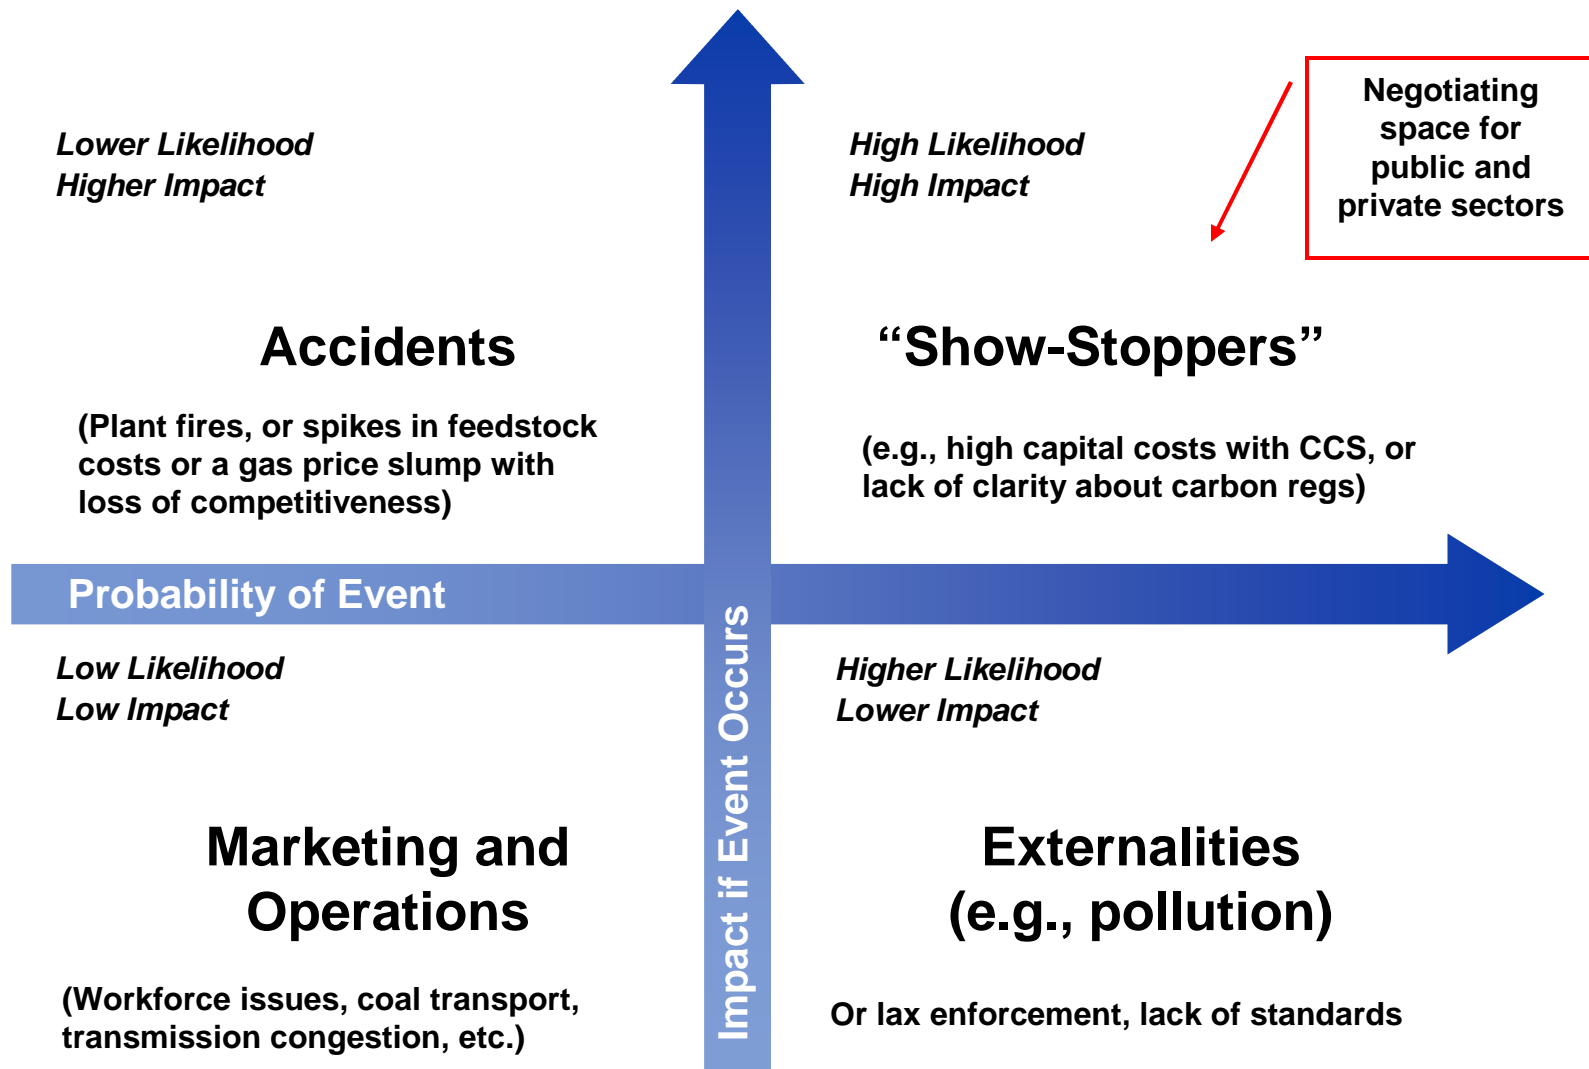 Lower Likelihood
Higher Impact
High Likelihood
High Impact
Negotiating
space for
public and
private sectors
Accidents
(Plant fires, or spikes in feedstock
costs or a gas price slump with
loss of competitiveness)
“Show-Stoppers”
(e.g., high capital costs with CCS, or
lack of clarity about carbon regs)
Probability of Event
Impact if Event Occurs
Low Likelihood
Low Impact
Higher Likelihood
Lower Impact
Marketing and
Operations
(Workforce issues, coal transport,
transmission congestion, etc.)
Externalities
(e.g., pollution)
Or lax enforcement, lack of standards